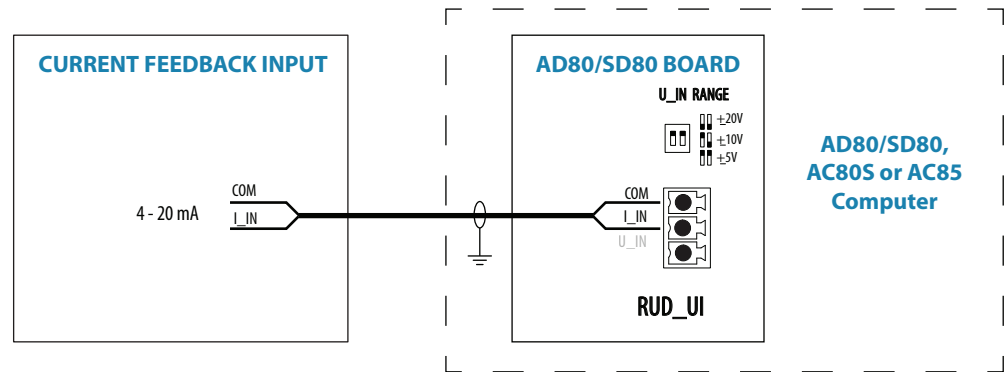 CURRENT FEEDBACK INPUT
4 - 20 mA
COM
I_IN
AD80/SD80 BOARD
U_IN RANGE
+20V
+10V
+5V
COM
I_IN
U_IN
RUD_UI
AD80/SD80,
AC80S or AC85
Computer